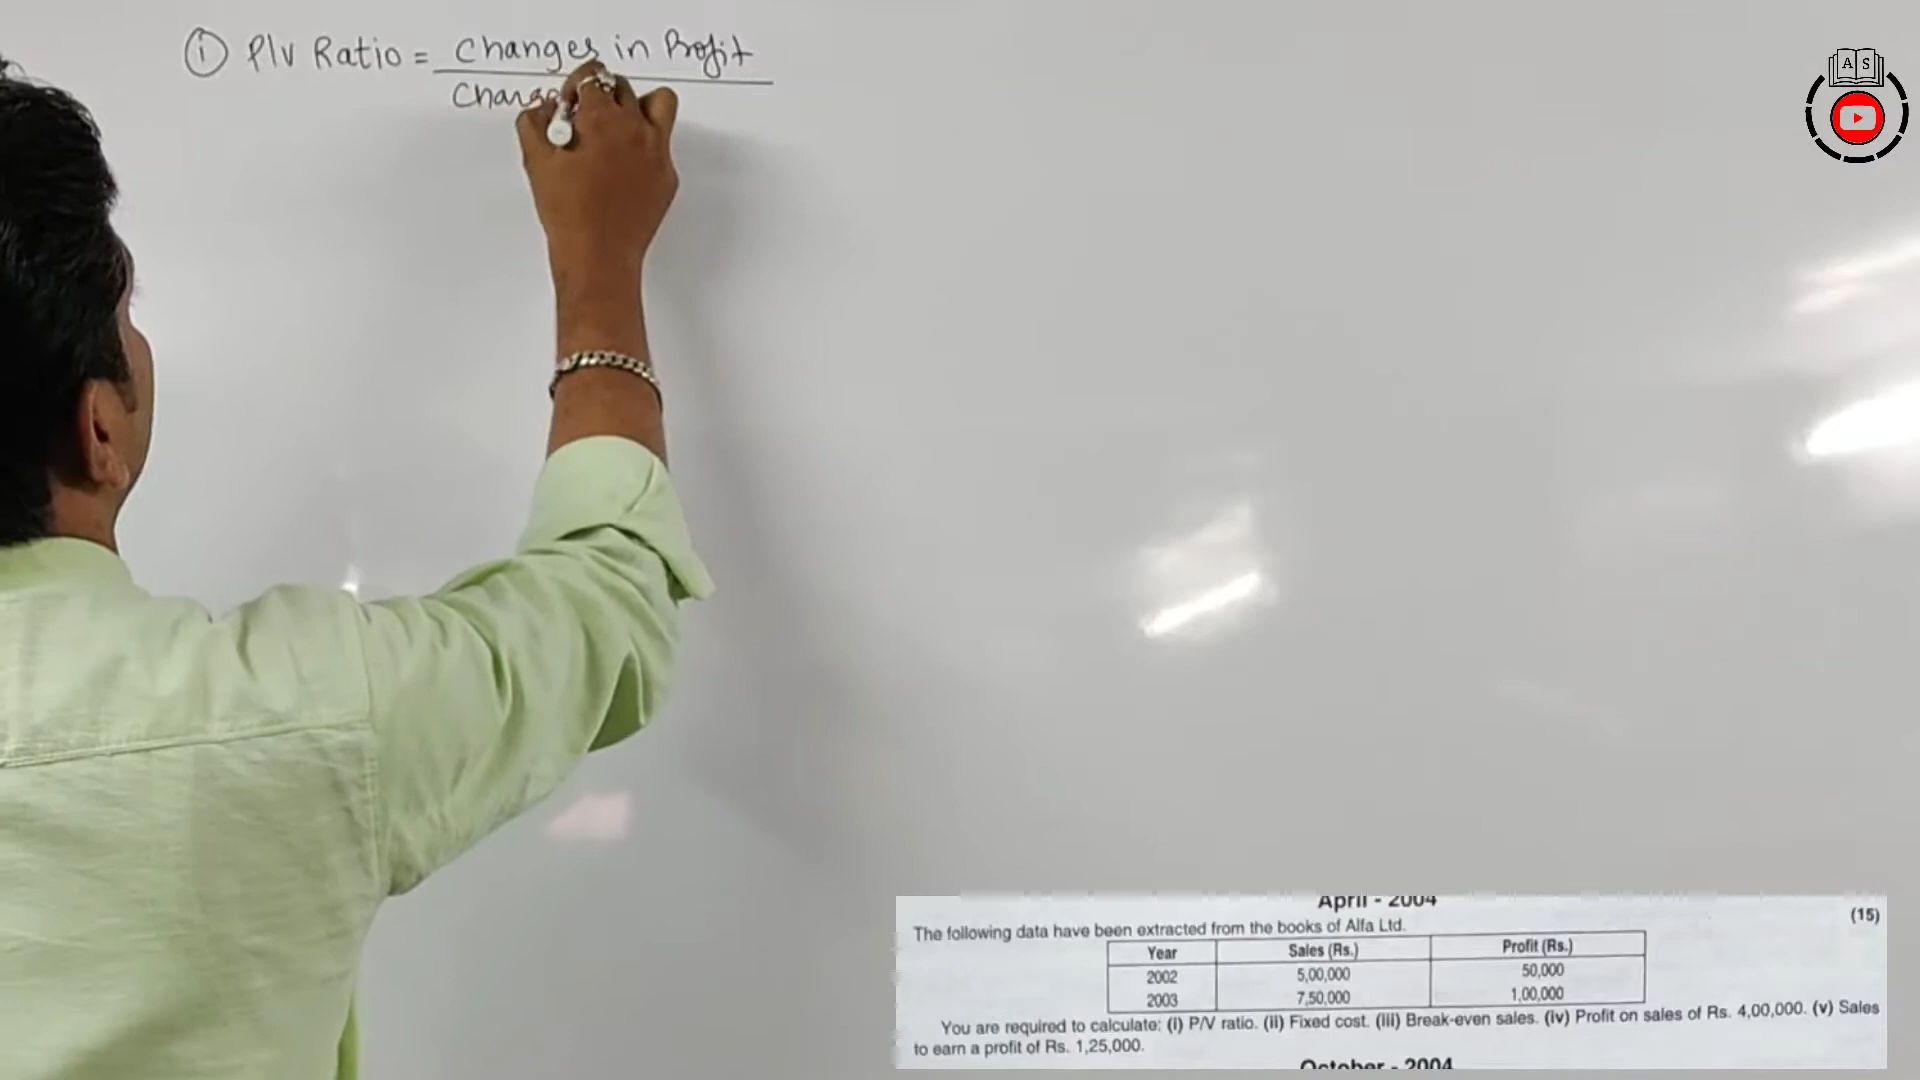 ① P/V Ratio = Changes in Profit
A S
April - 2004
(15)
The following data have been extracted from the books of Alfa Ltd.
Year Sales (Rs.) Profit (Rs.)
2002 5,00,000 50,000
2003 7,50,000 1,00,000
You are required to calculate: (i) P/V ratio. (ii) Fixed cost. (iii) Break-even sales. (iv) Profit on sales of Rs. 4,00,000. (v) Sales
to earn a profit of Rs. 1,25,000.
October - 2004